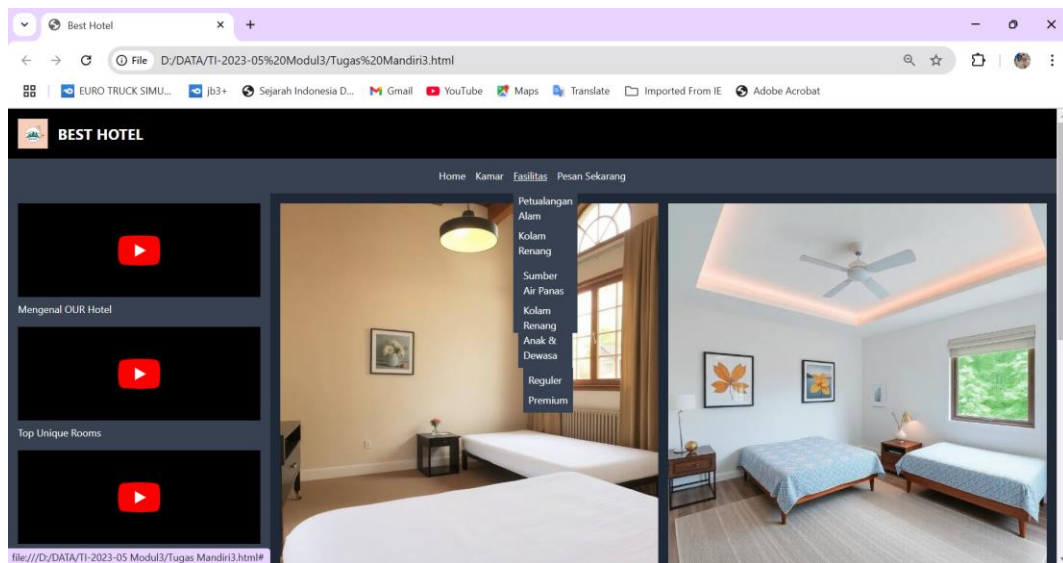 Best Hotel
File D:/DATA/TI-2023-05%20Modul3/Tugas%20Mandiri3.html
EURO TRUCK SIMU... jb3+ Sejarah Indonesia D... Gmail YouTube Maps Translate Imported From IE Adobe Acrobat
BEST HOTEL
Home Kamar Fasilitas Pesan Sekarang
Petualangan
Alam
Kolam
Renang
Sumber
Air Panas
Kolam
Renang
Anak &
Dewasa
Reguler
Premium
Mengenal OUR Hotel
Top Unique Rooms
file:///D:/DATA/TI-2023-05 Modul3/Tugas Mandiri3.html#